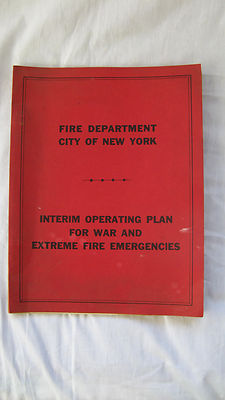 FIRE DEPARTMENT
CITY OF NEW YORK
INTERIM OPERATING PLAN
FOR WAR AND
EXTREME FIRE EMERGENCIES